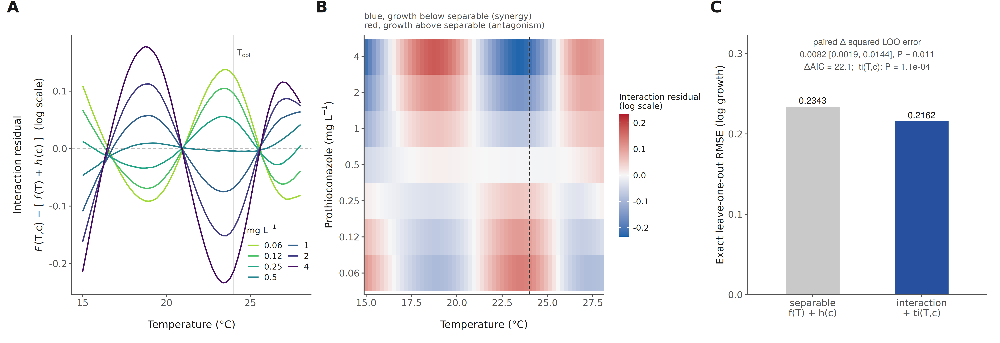 A
Interaction residual
F(T,c) − [ f(T) + h(c) ] (log scale)
0.1
0.0
-0.1
-0.2
Topt
mg L−1
0.06
0.12
0.25
0.5
1
2
4
15
20
25
Temperature (°C)
B
blue, growth below separable (synergy)
red, growth above separable (antagonism)
Prothioconazole (mg L−1)
4
2
1
0.5
0.25
0.12
0.06
15.0
17.5
20.0
22.5
25.0
27.5
Temperature (°C)
Interaction residual
(log scale)
0.2
0.1
0.0
-0.1
-0.2
C
Exact leave-one-out RMSE (log growth)
0.3
0.2
0.1
0.0
paired Δ squared LOO error
0.0082 [0.0019, 0.0144], P = 0.011
ΔAIC = 22.1; ti(T,c): P = 1.1e-04
0.2343
0.2162
separable
f(T) + h(c)
interaction
+ ti(T,c)